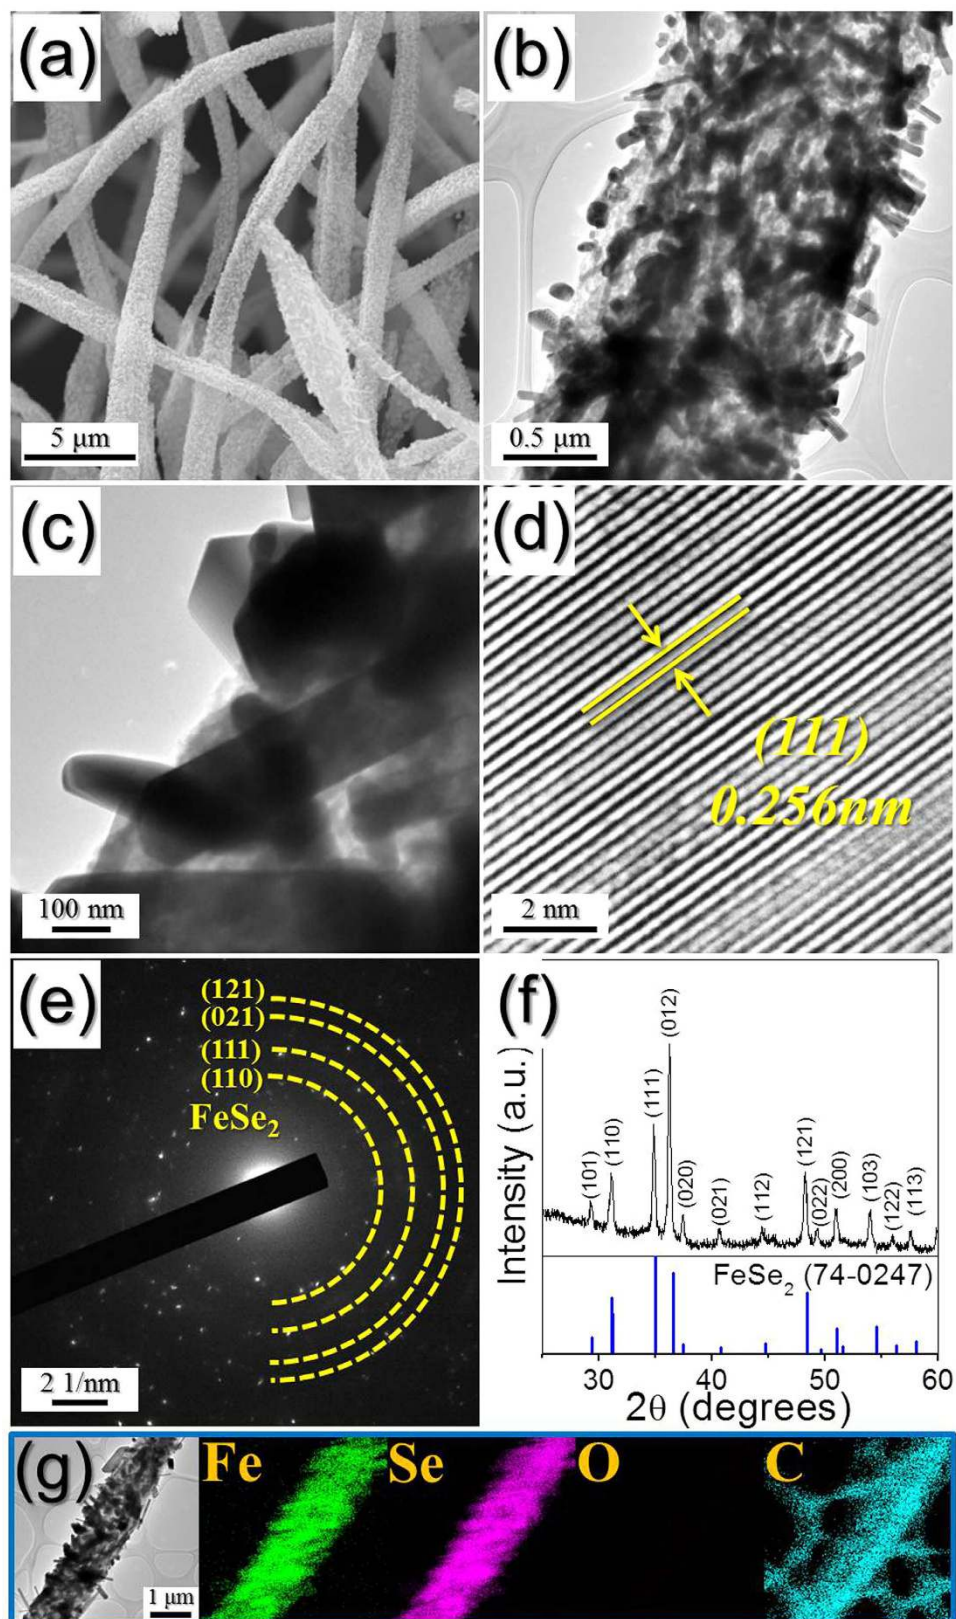 (a)
5 μm
(b)
0.5 μm
(c)
100 nm
(d)
(111)
0.256nm
2 nm
(e)
(121)
(021)
(111)
(110)
FeSe₂
2 1/nm
(f)
Intensity (a.u.)
(101)
(110)
(111)
(012)
(020)
(021)
(112)
(121)
(022)
(200)
(103)
(122)
(113)
FeSe₂ (74-0247)
30 40 50 60
2θ (degrees)
(g)
1 μm
Fe
Se
O
C